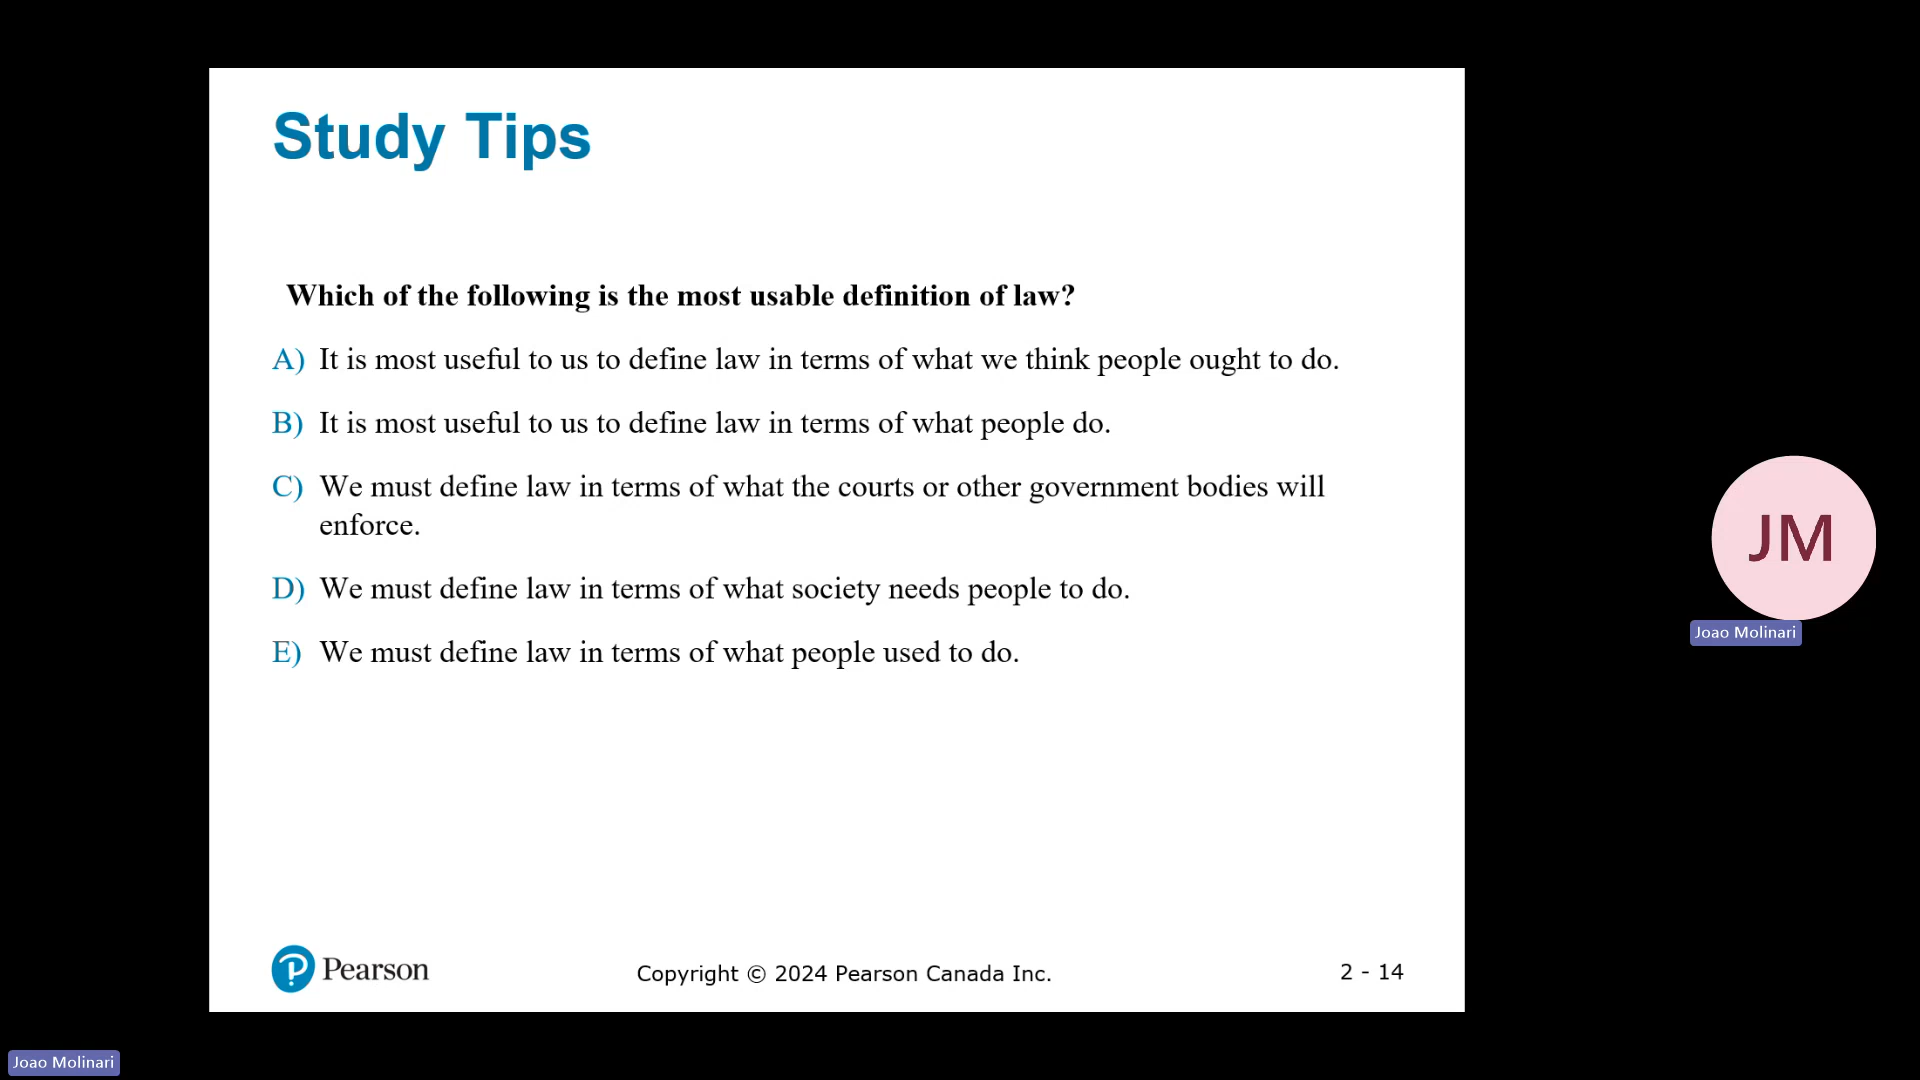 Study Tips
Which of the following is the most usable definition of law?
A) It is most useful to us to define law in terms of what we think people ought to do.
B) It is most useful to us to define law in terms of what people do.
C) We must define law in terms of what the courts or other government bodies will
enforce.
D) We must define law in terms of what society needs people to do.
E) We must define law in terms of what people used to do.
JM
Joao Molinari
Pearson
Copyright © 2024 Pearson Canada Inc.
2 - 14
Joao Molinari